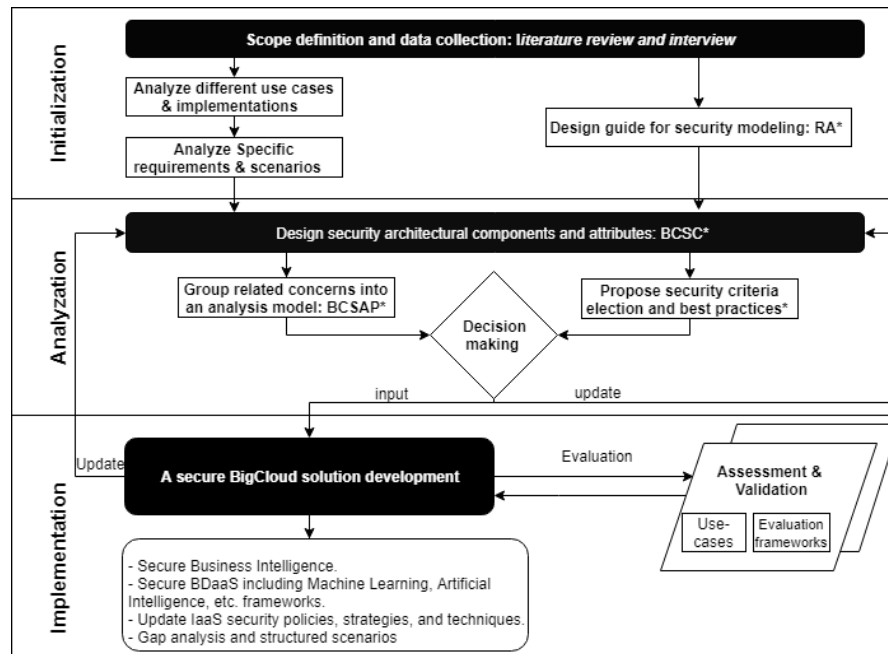 Initialization
Scope definition and data collection: literature review and interview
Analyze different use cases
& implementations
Analyze Specific
requirements & scenarios
Design guide for security modeling: RA*
Analyzation
Design security architectural components and attributes: BCSC*
Group related concerns into
an analysis model: BCSAP*
Propose security criteria
election and best practices*
Decision
making
input
update
Implementation
Update
A secure BigCloud solution development
Evaluation
Assessment &
Validation
Use-
cases
Evaluation
frameworks
- Secure Business Intelligence.
- Secure BDaaS including Machine Learning, Artificial
Intelligence, etc. frameworks.
- Update IaaS security policies, strategies, and techniques.
- Gap analysis and structured scenarios